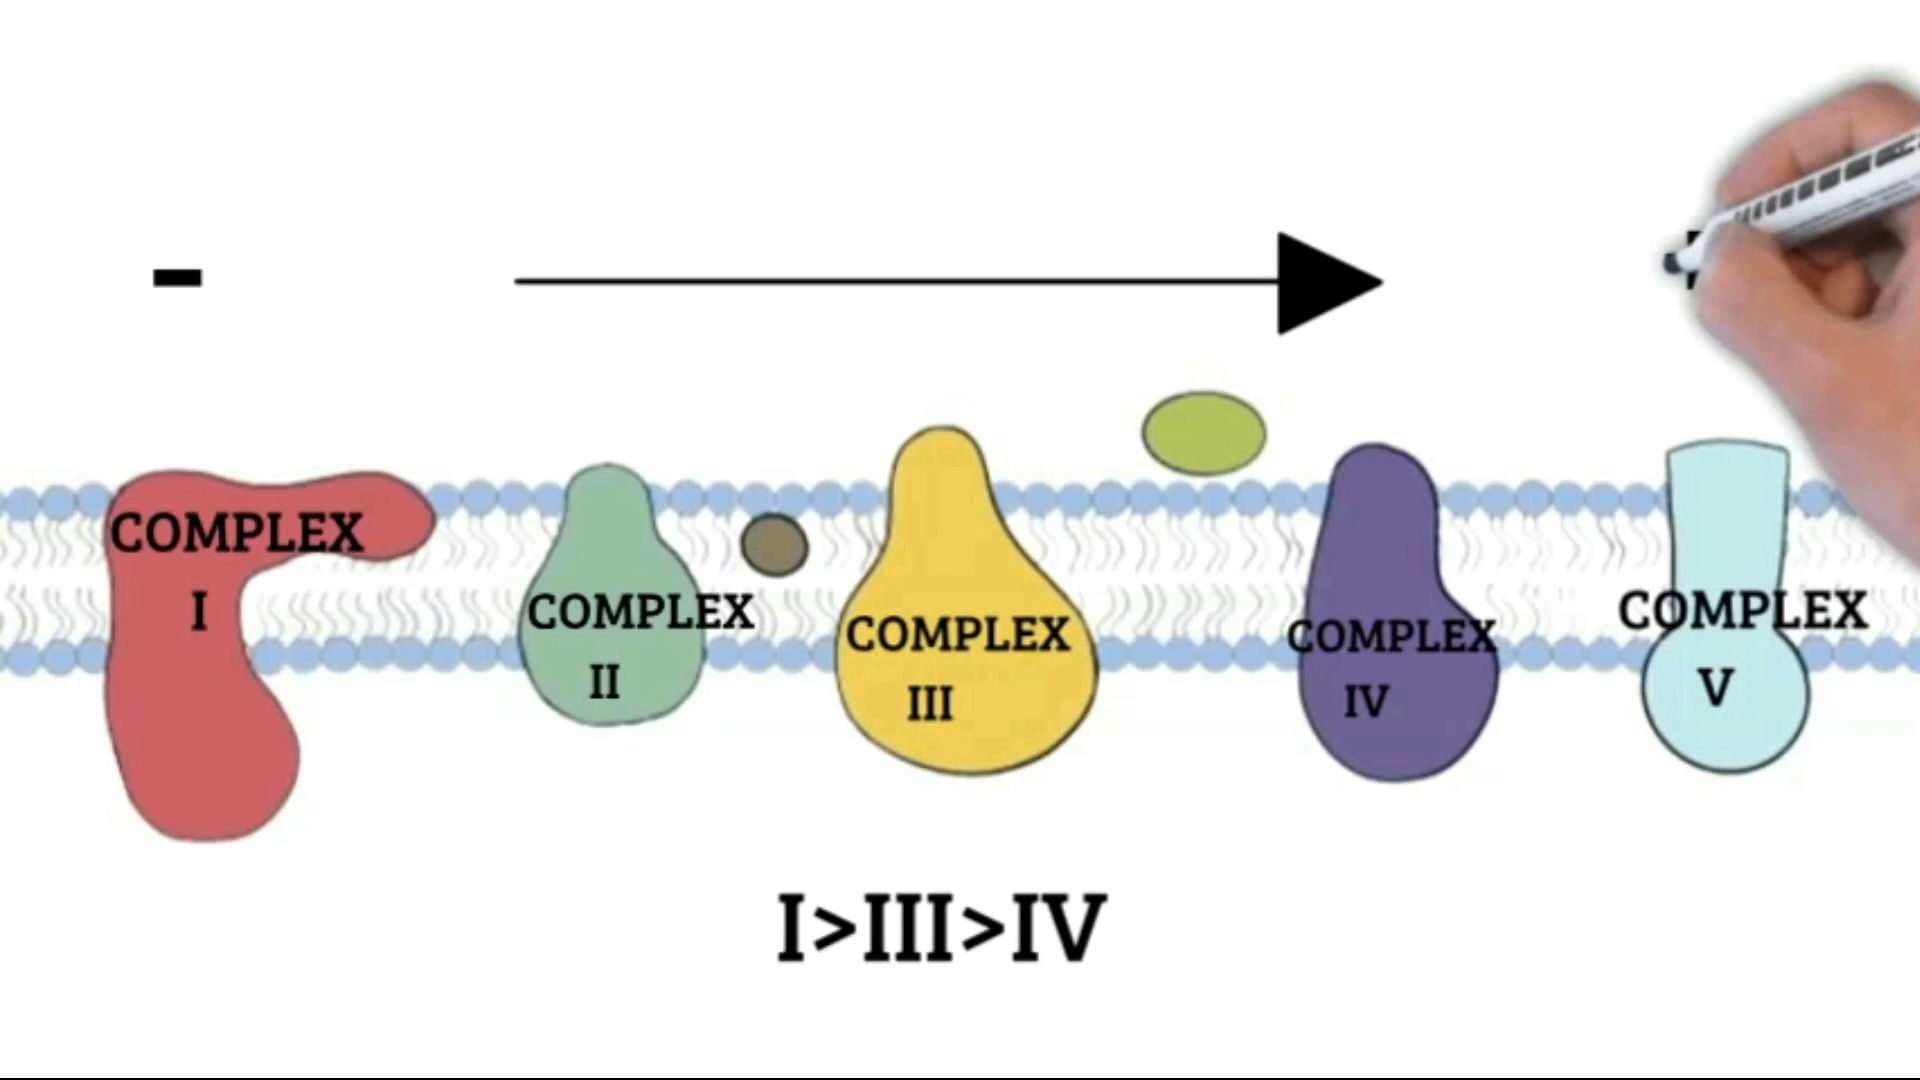 -
COMPLEX
I
COMPLEX
II
COMPLEX
III
COMPLEX
IV
COMPLEX
V
I>III>IV